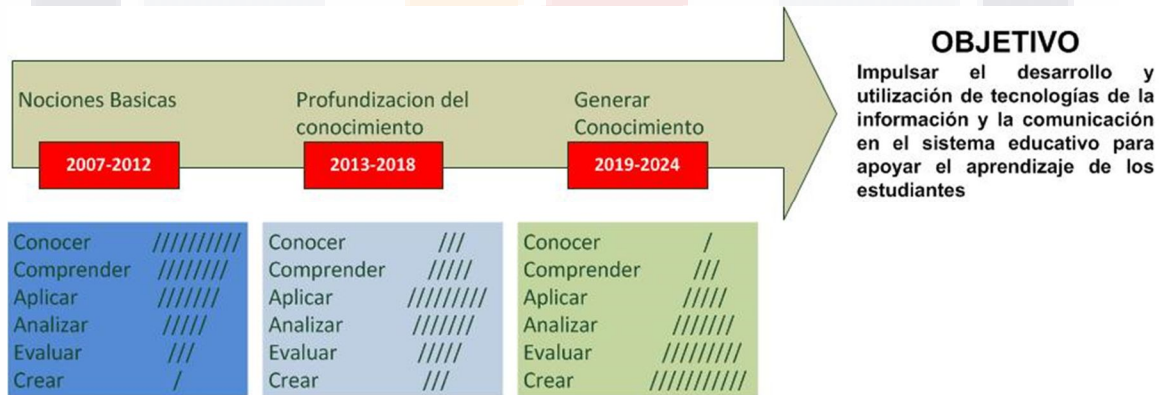 OBJETIVO
Impulsar el desarrollo y
utilización de tecnologías de la
información y la comunicación
en el sistema educativo para
apoyar el aprendizaje de los
estudiantes
Nociones Basicas
2007-2012
Profundizacion del
conocimiento
2013-2018
Generar
Conocimiento
2019-2024
Conocer //////////
Comprender ////////
Aplicar ///////
Analizar /////
Evaluar ///
Crear /
Conocer ///
Comprender /////
Aplicar /////////
Analizar ///////
Evaluar /////
Crear ///
Conocer /
Comprender ///
Aplicar /////
Analizar ///////
Evaluar /////////
Crear ///////////